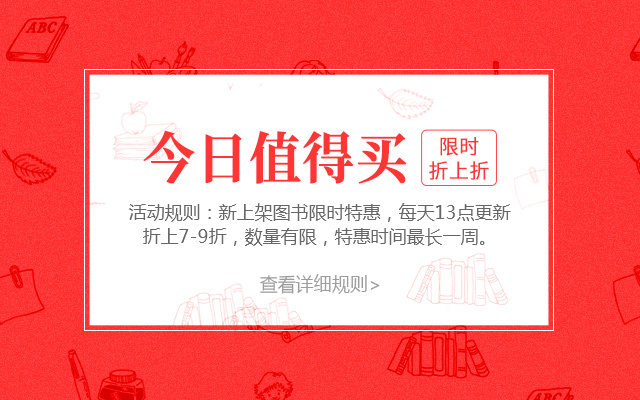 ABC
今日值得买
限时
折上折
活动规则：新上架图书限时特惠，每天13点更新
折上7-9折，数量有限，特惠时间最长一周。
查看详细规则>
ABC